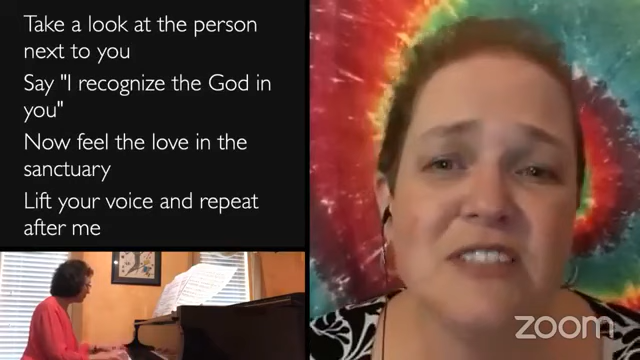 Take a look at the person
next to you
Say "I recognize the God in
you"
Now feel the love in the
sanctuary
Lift your voice and repeat
after me
zoom